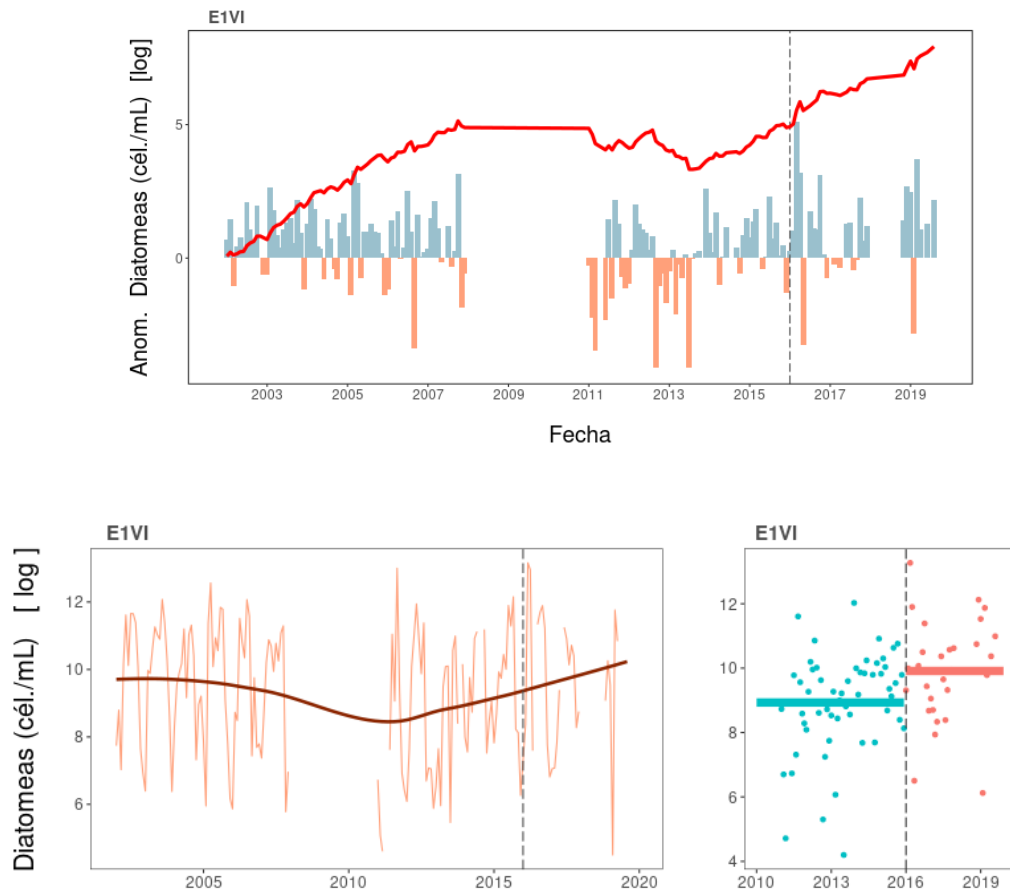 E1VI
Anom. Diatomeas (cél./mL) [log]
5
0
2003 2005 2007 2009 2011 2013 2015 2017 2019
Fecha
E1VI
Diatomeas (cél./mL) [ log ]
12
10
8
6
2005 2010 2015 2020
E1VI
12
10
8
6
4
2010 2013 2016 2019